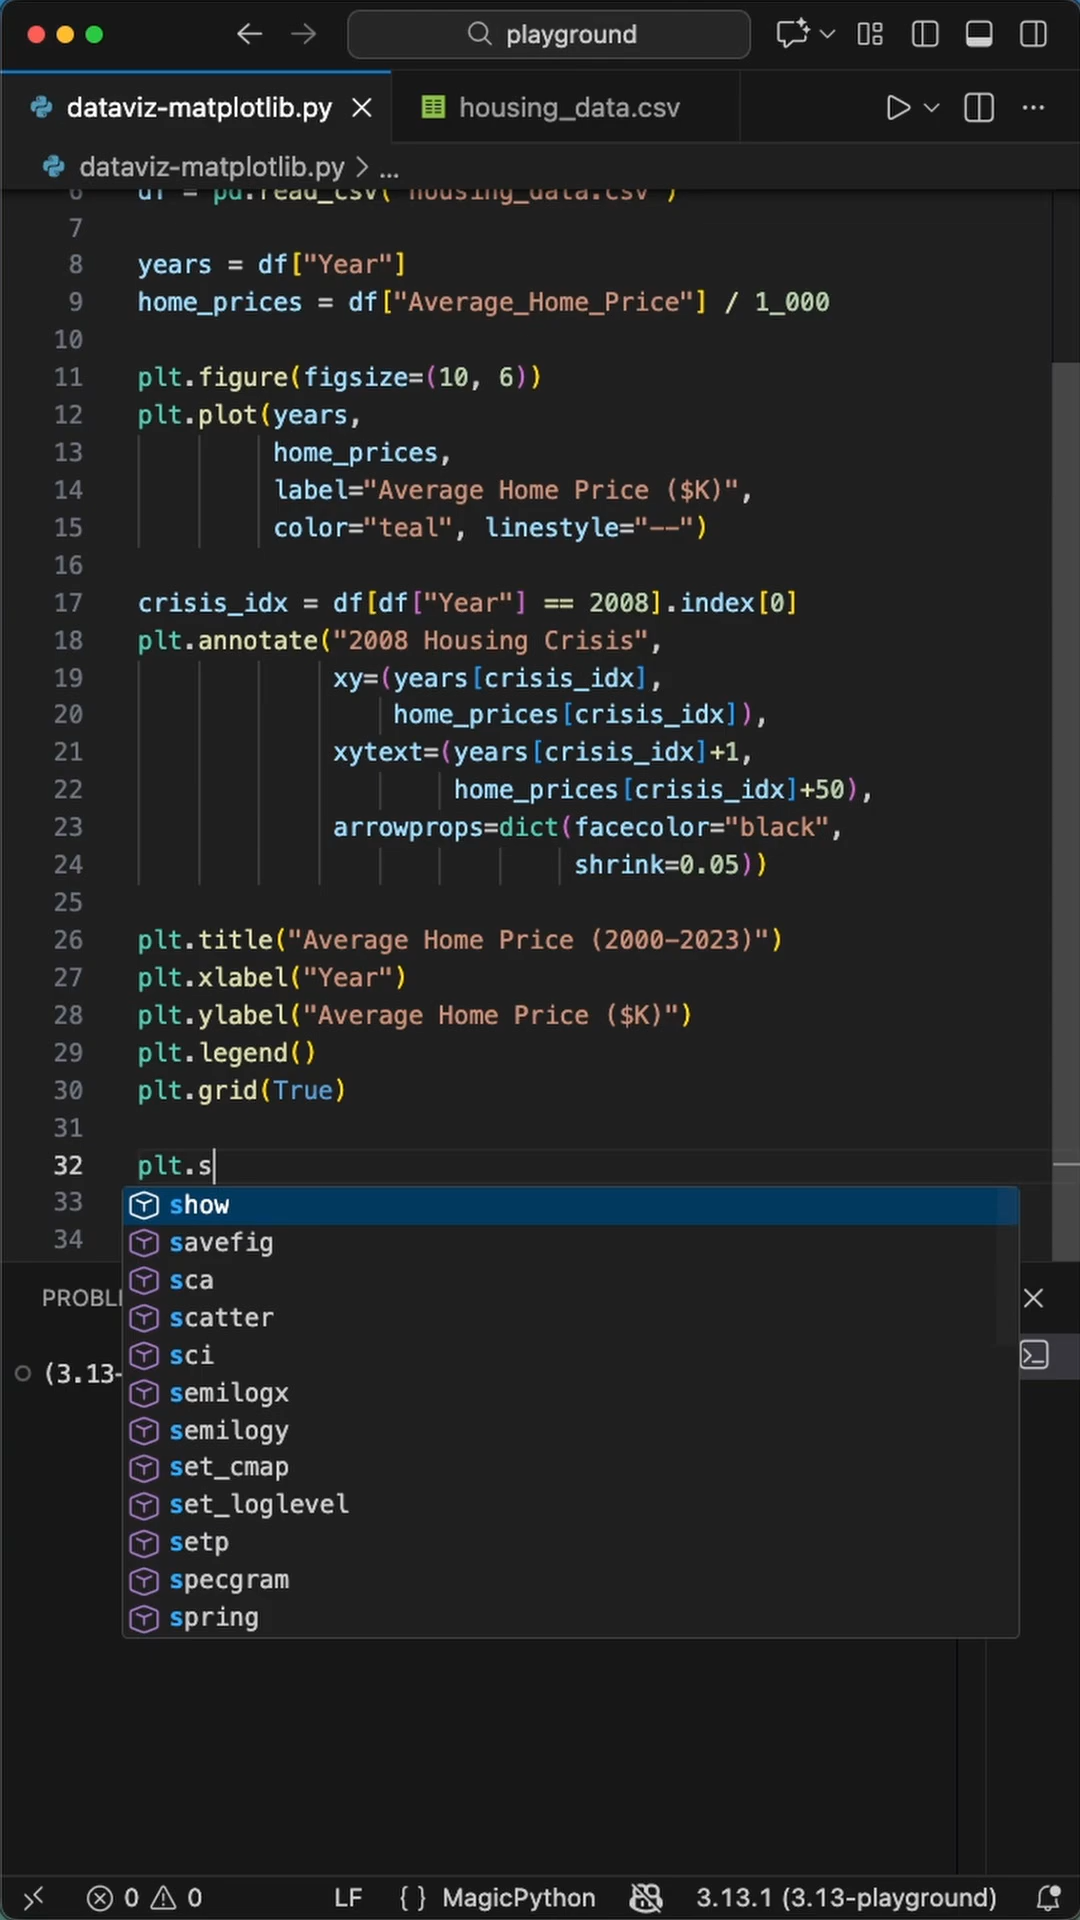 playground
dataviz-matplotlib.py
housing_data.csv
dataviz-matplotlib.py > ...
6 df = pd.read_csv("housing_data.csv")
7
8 years = df["Year"]
9 home_prices = df["Average_Home_Price"] / 1_000
10
11 plt.figure(figsize=(10, 6))
12 plt.plot(years,
13 home_prices,
14 label="Average Home Price ($K)",
15 color="teal", linestyle="--")
16
17 crisis_idx = df[df["Year"] == 2008].index[0]
18 plt.annotate("2008 Housing Crisis",
19 xy=(years[crisis_idx],
20 home_prices[crisis_idx]),
21 xytext=(years[crisis_idx]+1,
22 home_prices[crisis_idx]+50),
23 arrowprops=dict(facecolor="black",
24 shrink=0.05))
25
26 plt.title("Average Home Price (2000-2023)")
27 plt.xlabel("Year")
28 plt.ylabel("Average Home Price ($K)")
29 plt.legend()
30 plt.grid(True)
31
32 plt.s
33 show
savefig
34
sca
PROBL
scatter
sci
(3.13-
semilogx
semilogy
set_cmap
set_loglevel
setp
specgram
spring
0 0 LF { } MagicPython 3.13.1 (3.13-playground)